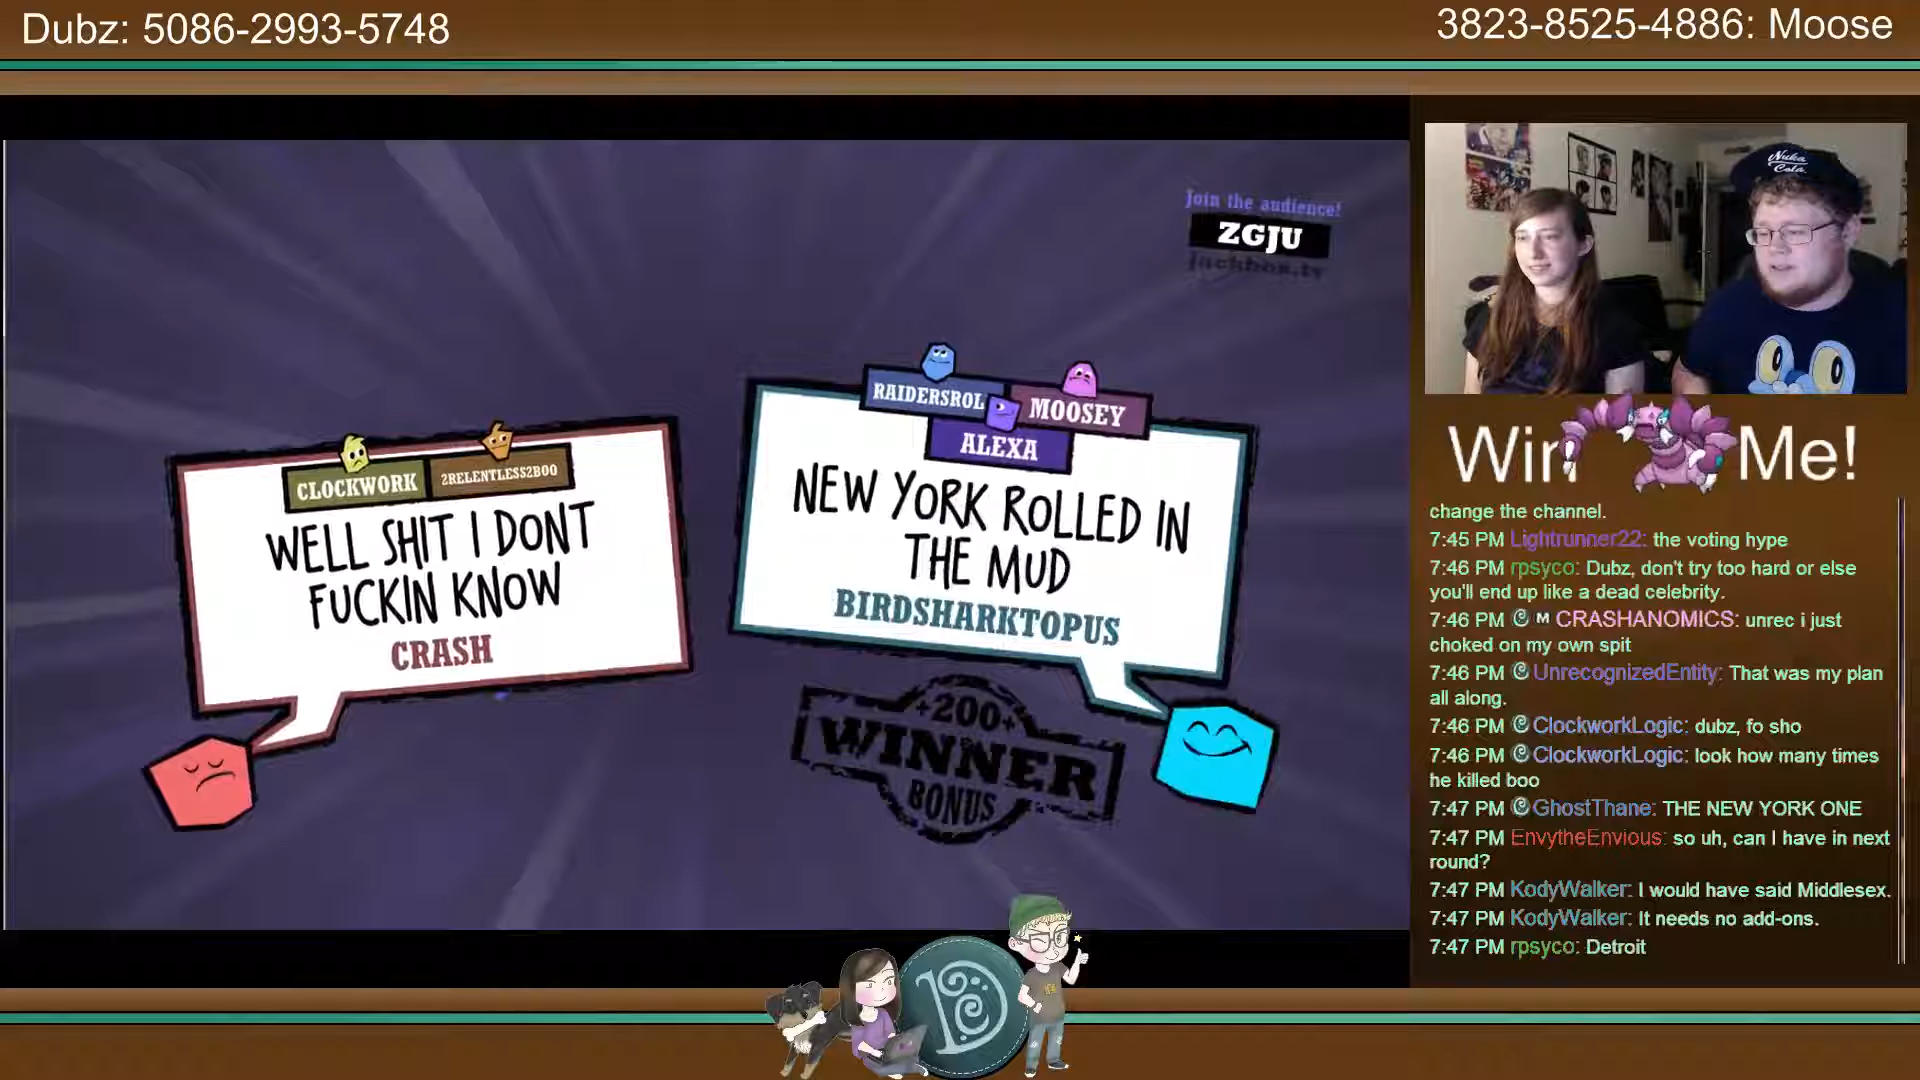 Dubz: 5086-2993-5748
3823-8525-4886: Moose
Join the audience!
ZGJU
jackbox.tv
Nuka
Cola
CLOCKWORK
2RELENTLESS2BOO
WELL SHIT I DONT
FUCKIN KNOW
CRASH
RAIDERSROL
MOOSEY
ALEXA
NEW YORK ROLLED IN
THE MUD
BIRDSHARKTOPUS
+200+
WINNER
BONUS
Win Me!
change the channel.
7:45 PM Lightrunner22: the voting hype
7:46 PM rpsyco: Dubz, don't try too hard or else
you'll end up like a dead celebrity.
7:46 PM M CRASHANOMICS: unrec i just
choked on my own spit
7:46 PM UnrecognizedEntity: That was my plan
all along.
7:46 PM ClockworkLogic: dubz, fo sho
7:46 PM ClockworkLogic: look how many times
he killed boo
7:47 PM GhostThane: THE NEW YORK ONE
7:47 PM EnvytheEnvious: so uh, can I have in next
round?
7:47 PM KodyWalker: I would have said Middlesex.
7:47 PM KodyWalker: It needs no add-ons.
7:47 PM rpsyco: Detroit